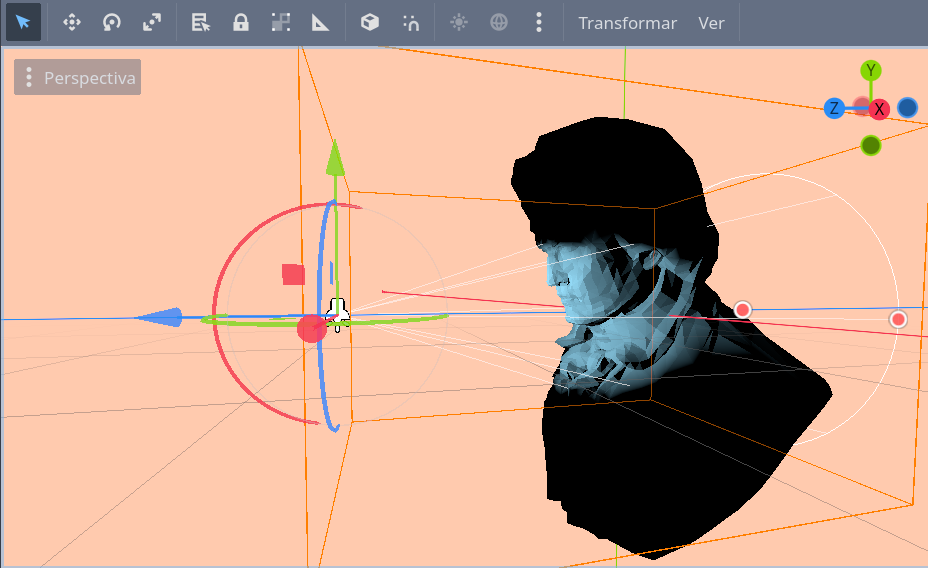 Transformar Ver
Perspectiva
Y
Z X